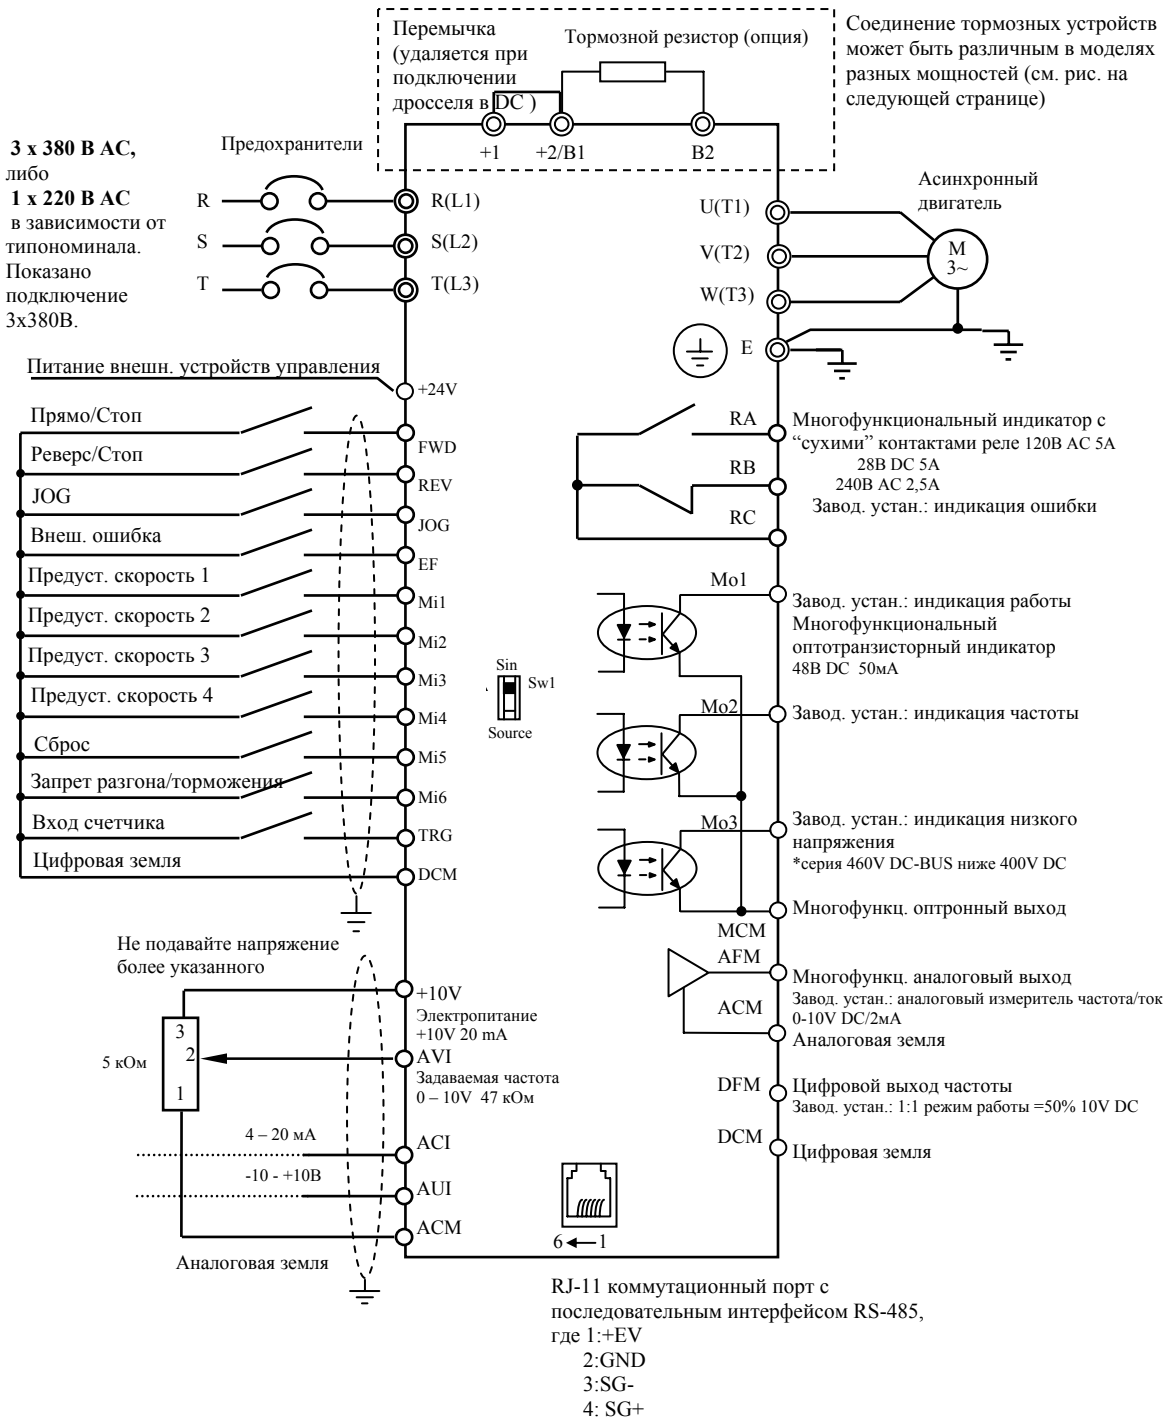 Перемычка
(удаляется при
подключении
дросселя в DC )
Тормозной резистор (опция)
Соединение тормозных устройств
может быть различным в моделях
разных мощностей (см. рис. на
следующей странице)
+1
+2/B1
B2
3 x 380 В AC,
либо
1 x 220 В AC
в зависимости от
типономинала.
Показано
подключение
3x380В.
Предохранители
R
R(L1)
S
S(L2)
T
T(L3)
U(T1)
V(T2)
W(T3)
E
Асинхронный
двигатель
M
3~
Питание внешн. устройств управления
+24V
Прямо/Стоп
FWD
Реверс/Стоп
REV
JOG
JOG
Внеш. ошибка
EF
Предуст. скорость 1
Mi1
Предуст. скорость 2
Mi2
Предуст. скорость 3
Mi3
Предуст. скорость 4
Mi4
Сброс
Mi5
Запрет разгона/торможения
Mi6
Вход счетчика
TRG
Цифровая земля
DCM
Sin
Sw1
Source
RA
RB
RC
Многофункциональный индикатор с
“сухими” контактами реле 120В AC 5A
28В DC 5A
240В AC 2,5A
Завод. устан.: индикация ошибки
Mo1
Завод. устан.: индикация работы
Многофункциональный
оптотранзисторный индикатор
48В DC 50мА
Mo2
Завод. устан.: индикация частоты
Mo3
Завод. устан.: индикация низкого
напряжения
*серия 460V DC-BUS ниже 400V DC
Многофункц. оптронный выход
MCM
AFM
Многофункц. аналоговый выход
Завод. устан.: аналоговый измеритель частота/ток
0-10V DC/2мА
ACM
Аналоговая земля
DFM
Цифровой выход частоты
Завод. устан.: 1:1 режим работы =50% 10V DC
DCM
Цифровая земля
Не подавайте напряжение
более указанного
+10V
Электропитание
+10V 20 mA
3
2
1
5 кОм
AVI
Задаваемая частота
0 – 10V 47 кОм
4 – 20 мА
ACI
-10 - +10В
AUI
ACM
Аналоговая земля
6
1
RJ-11 коммутационный порт с
последовательным интерфейсом RS-485,
где 1:+EV
2:GND
3:SG-
4: SG+